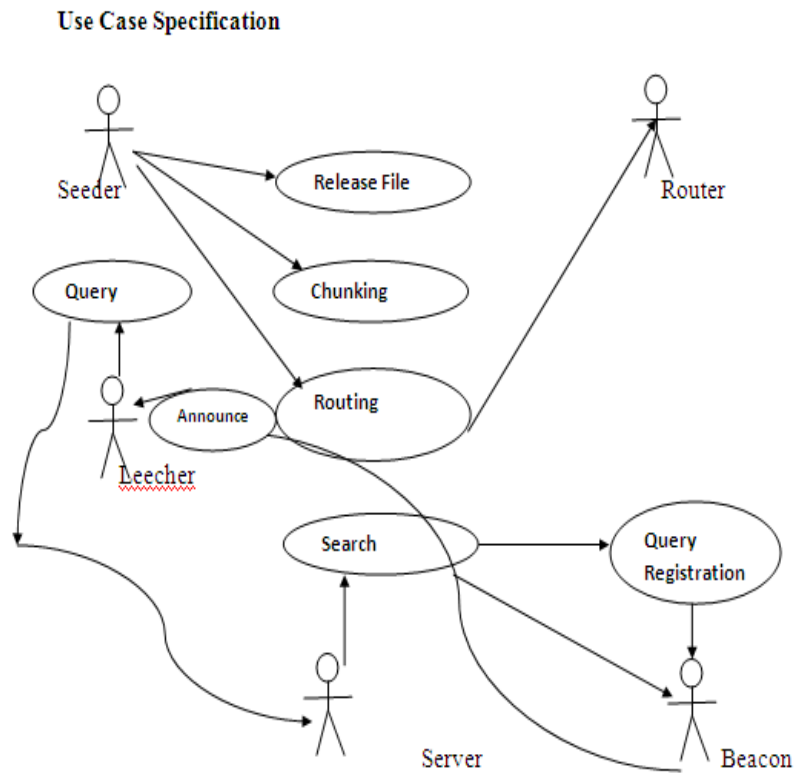 Use Case Specification
Seeder
Release File
Router
Query
Chunking
Announce
Routing
Leecher
Search
Query
Registration
Server
Beacon